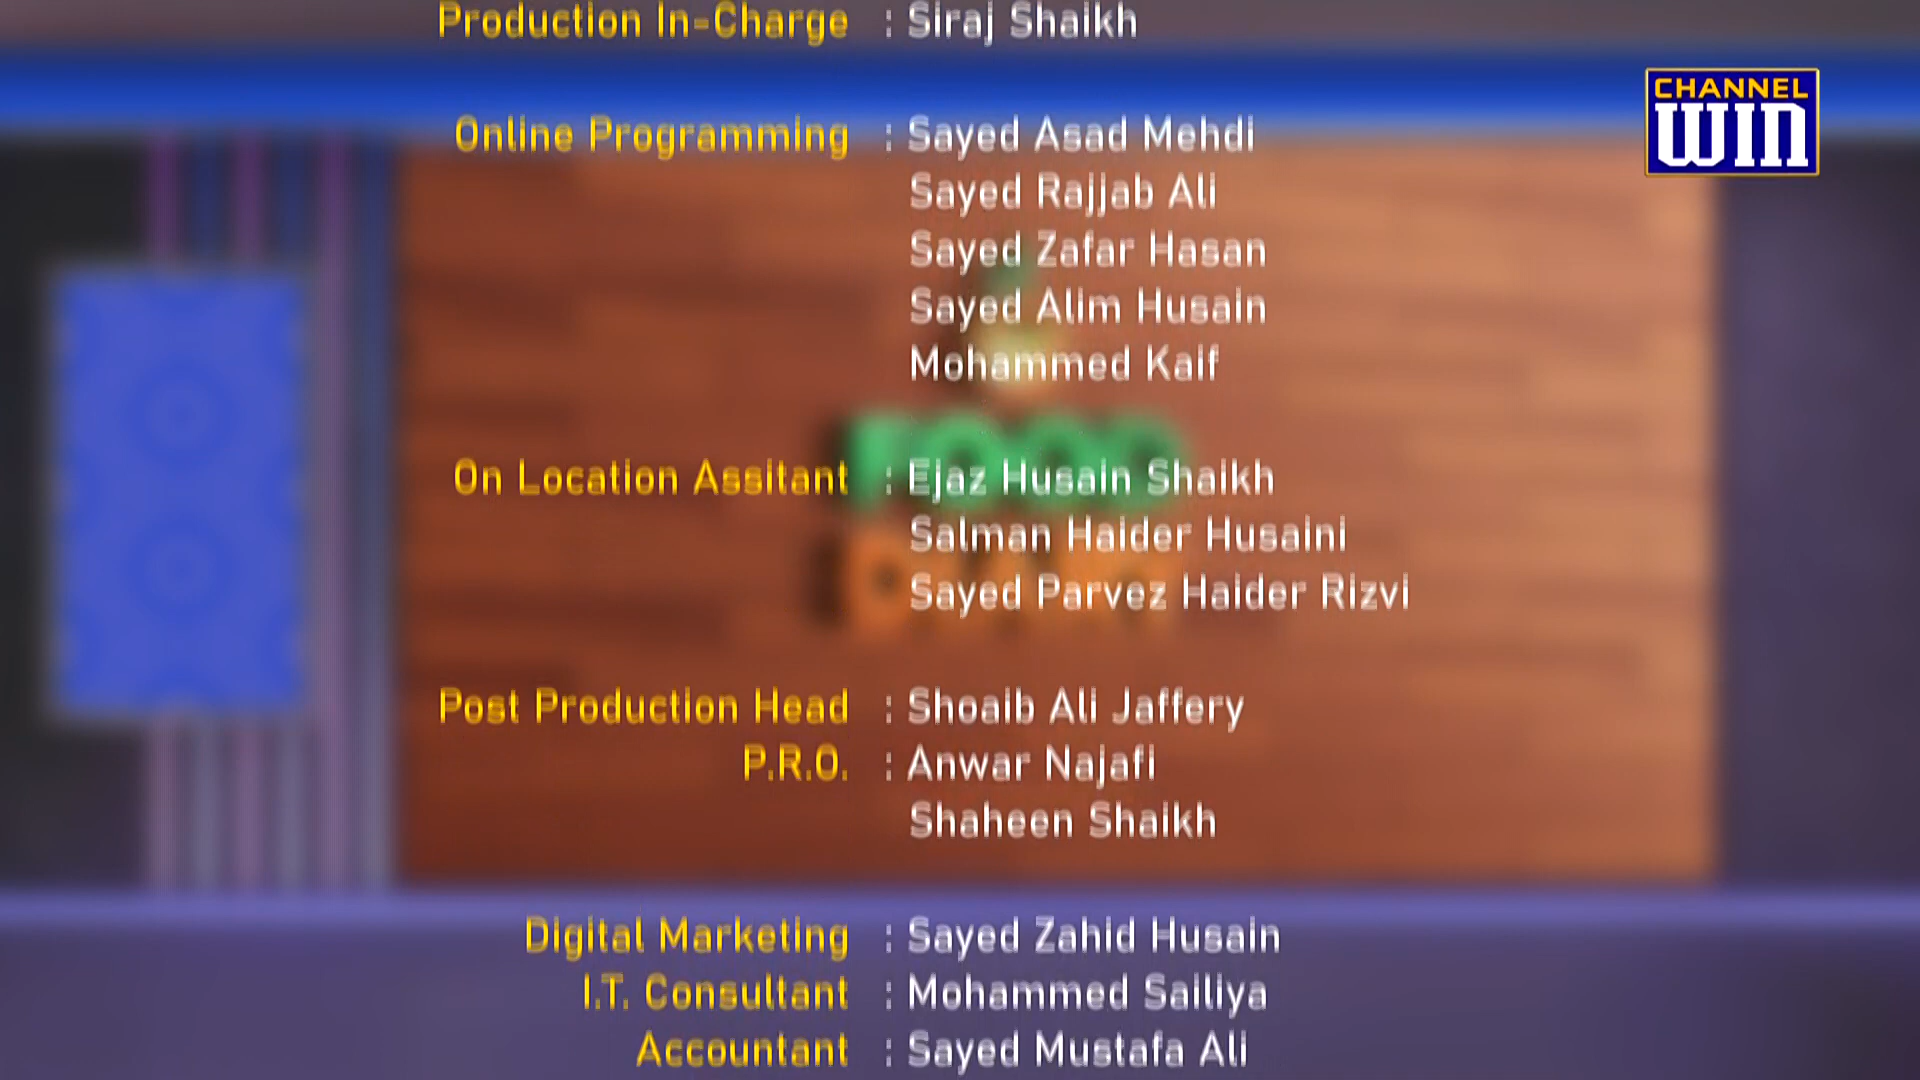 Production In-Charge : Siraj Shaikh
CHANNEL
WIN
Online Programming : Sayed Asad Mehdi
Sayed Rajjab Ali
Sayed Zafar Hasan
Sayed Alim Husain
Mohammed Kaif
FOOD
On Location Assitant : Ejaz Husain Shaikh
Salman Haider Husaini
Sayed Parvez Haider Rizvi
Post Production Head : Shoaib Ali Jaffery
P.R.O. : Anwar Najafi
Shaheen Shaikh
Digital Marketing : Sayed Zahid Husain
I.T. Consultant : Mohammed Sailiya
Accountant : Sayed Mustafa Ali